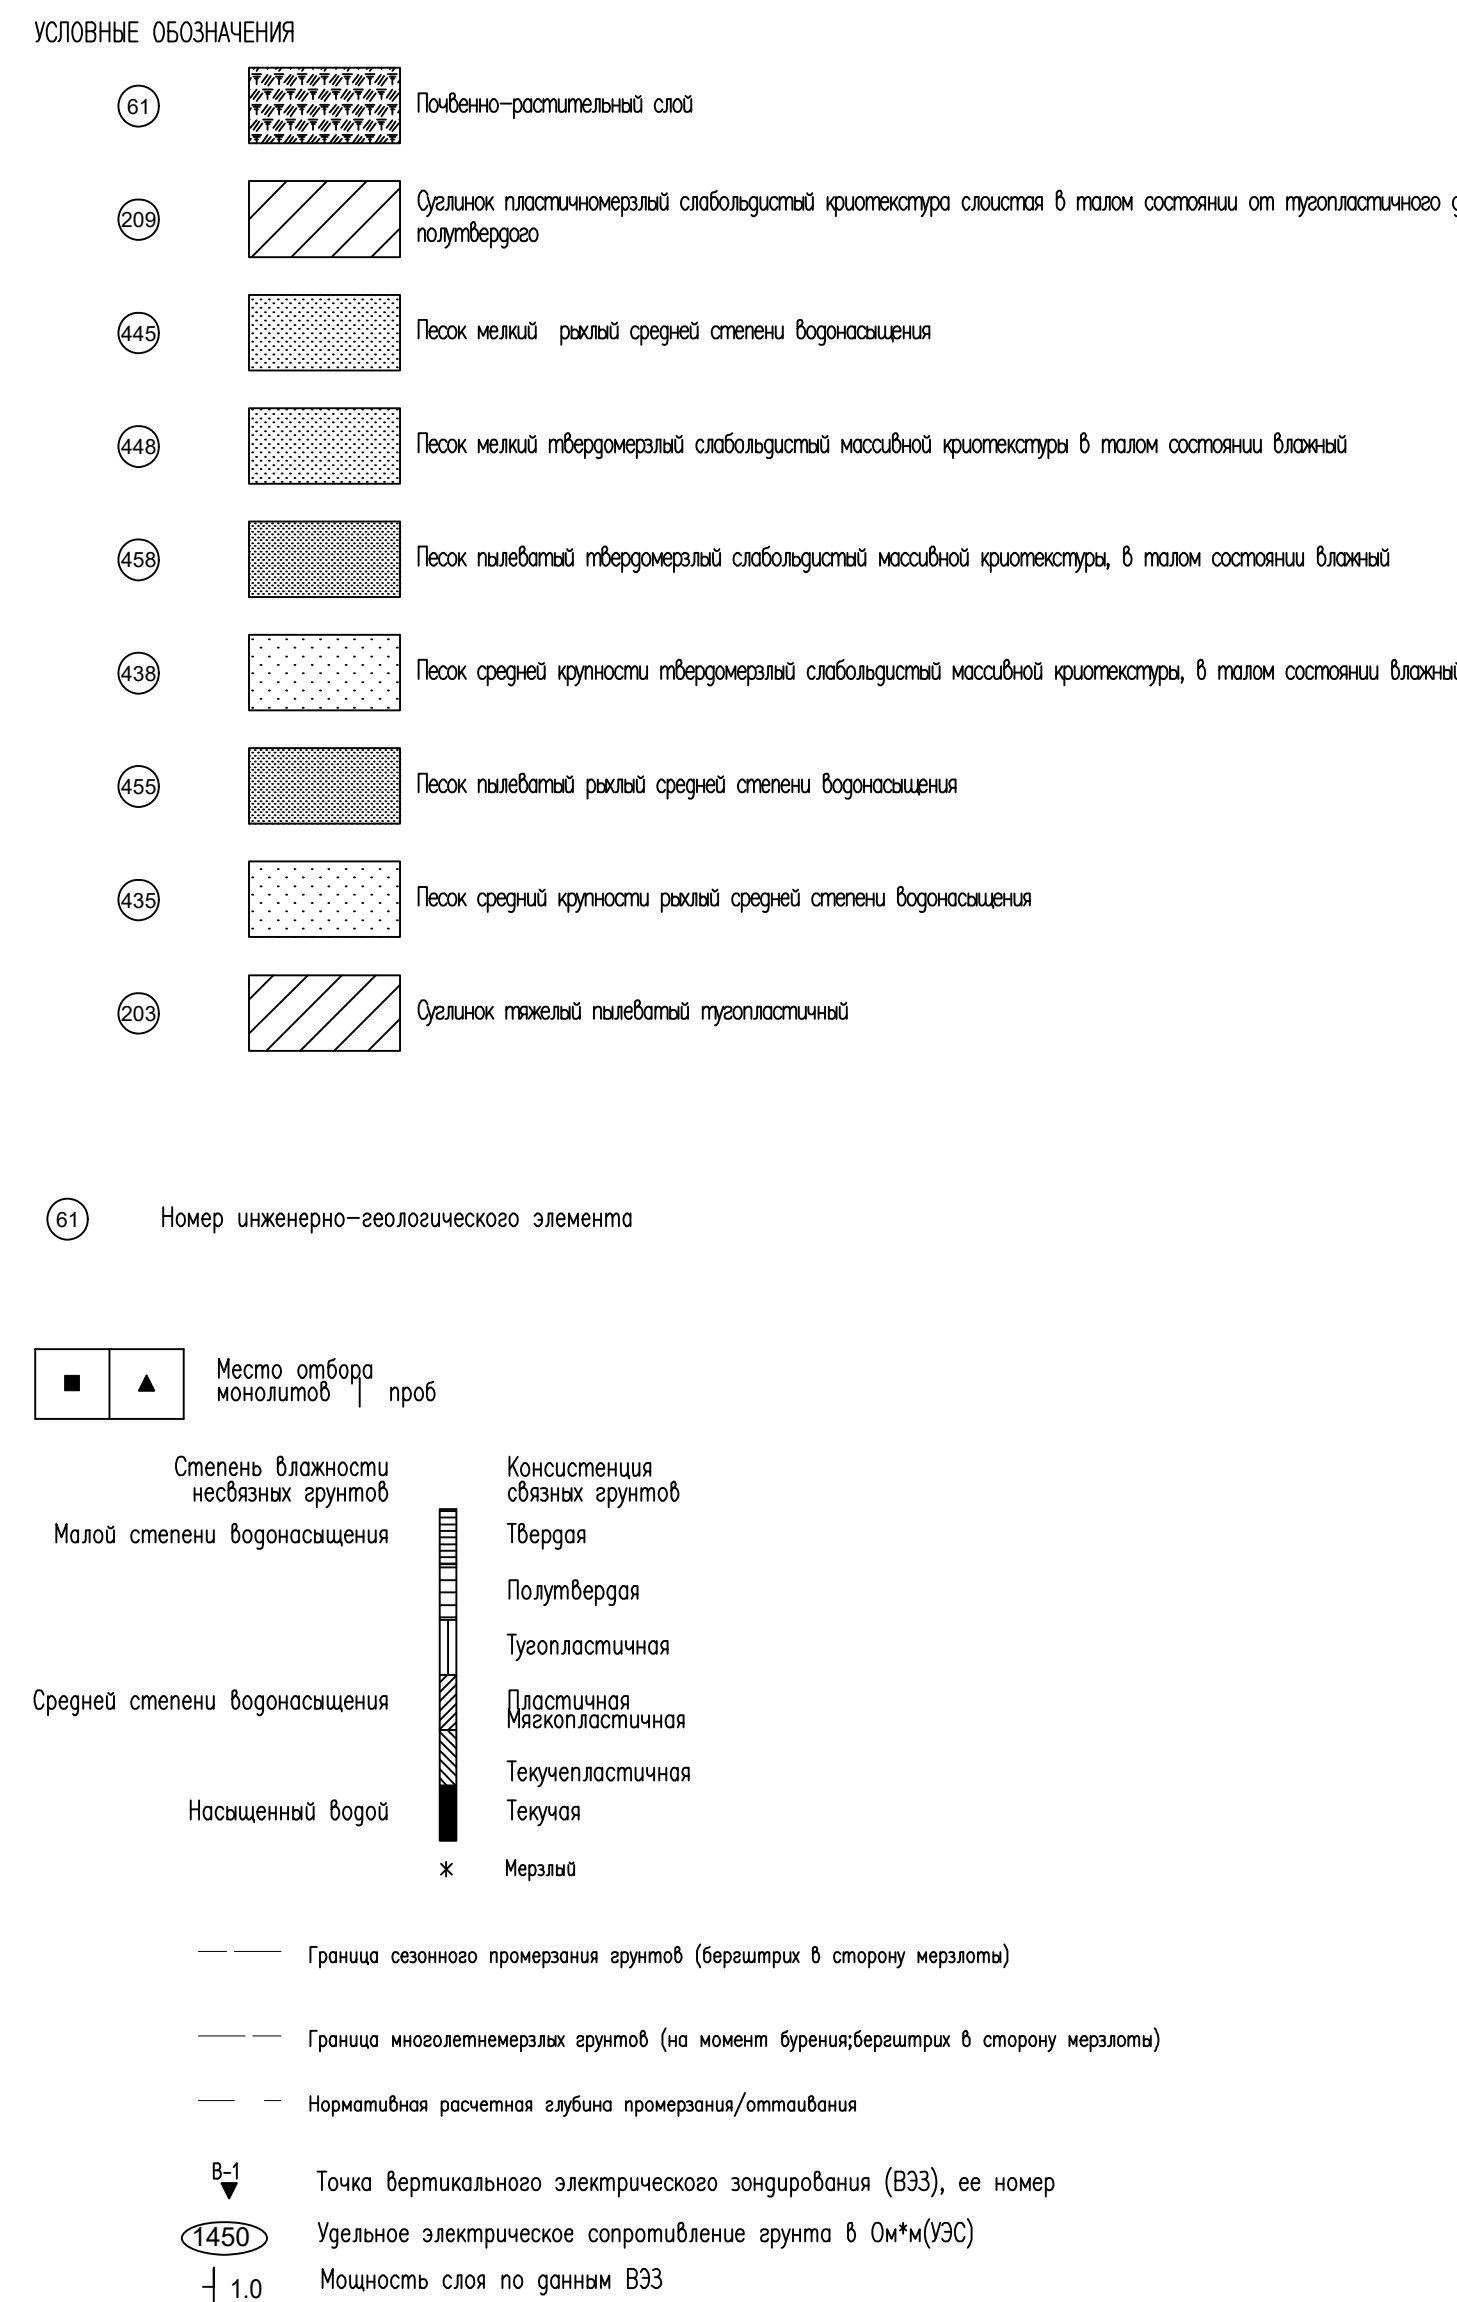 УСЛОВНЫЕ ОБОЗНАЧЕНИЯ
61 Почвенно-растительный слой
209 Суглинок пластичномерзлый слабольдистый криотекстура слоистая в талом состоянии от тугопластичного
полутвердого
445 Песок мелкий рыхлый средней степени водонасыщения
448 Песок мелкий твердомерзлый слабольдистый массивной криотекстуры в талом состоянии влажный
458 Песок пылеватый твердомерзлый слабольдистый массивной криотекстуры, в талом состоянии влажный
438 Песок средней крупности твердомерзлый слабольдистый массивной криотекстуры, в талом состоянии влажный
455 Песок пылеватый рыхлый средней степени водонасыщения
435 Песок средний крупности рыхлый средней степени водонасыщения
203 Суглинок тяжелый пылеватый тугопластичный
61 Номер инженерно-геологического элемента
Место отбора
монолитов | проб
Степень влажности Консистенция
несвязных грунтов связных грунтов
Малой степени водонасыщения Твердая
Полутвердая
Тугопластичная
Средней степени водонасыщения Пластичная
Мягкопластичная
Текучепластичная
Насыщенный водой Текучая
Мерзлый
Граница сезонного промерзания грунтов (бергштрих в сторону мерзлоты)
Граница многолетнемерзлых грунтов (на момент бурения;бергштрих в сторону мерзлоты)
Нормативная расчетная глубина промерзания/оттаивания
В-1
Точка вертикального электрического зондирования (ВЭЗ), ее номер
1450 Удельное электрическое сопротивление грунта в Ом*м(УЭС)
1.0 Мощность слоя по данным ВЭЗ